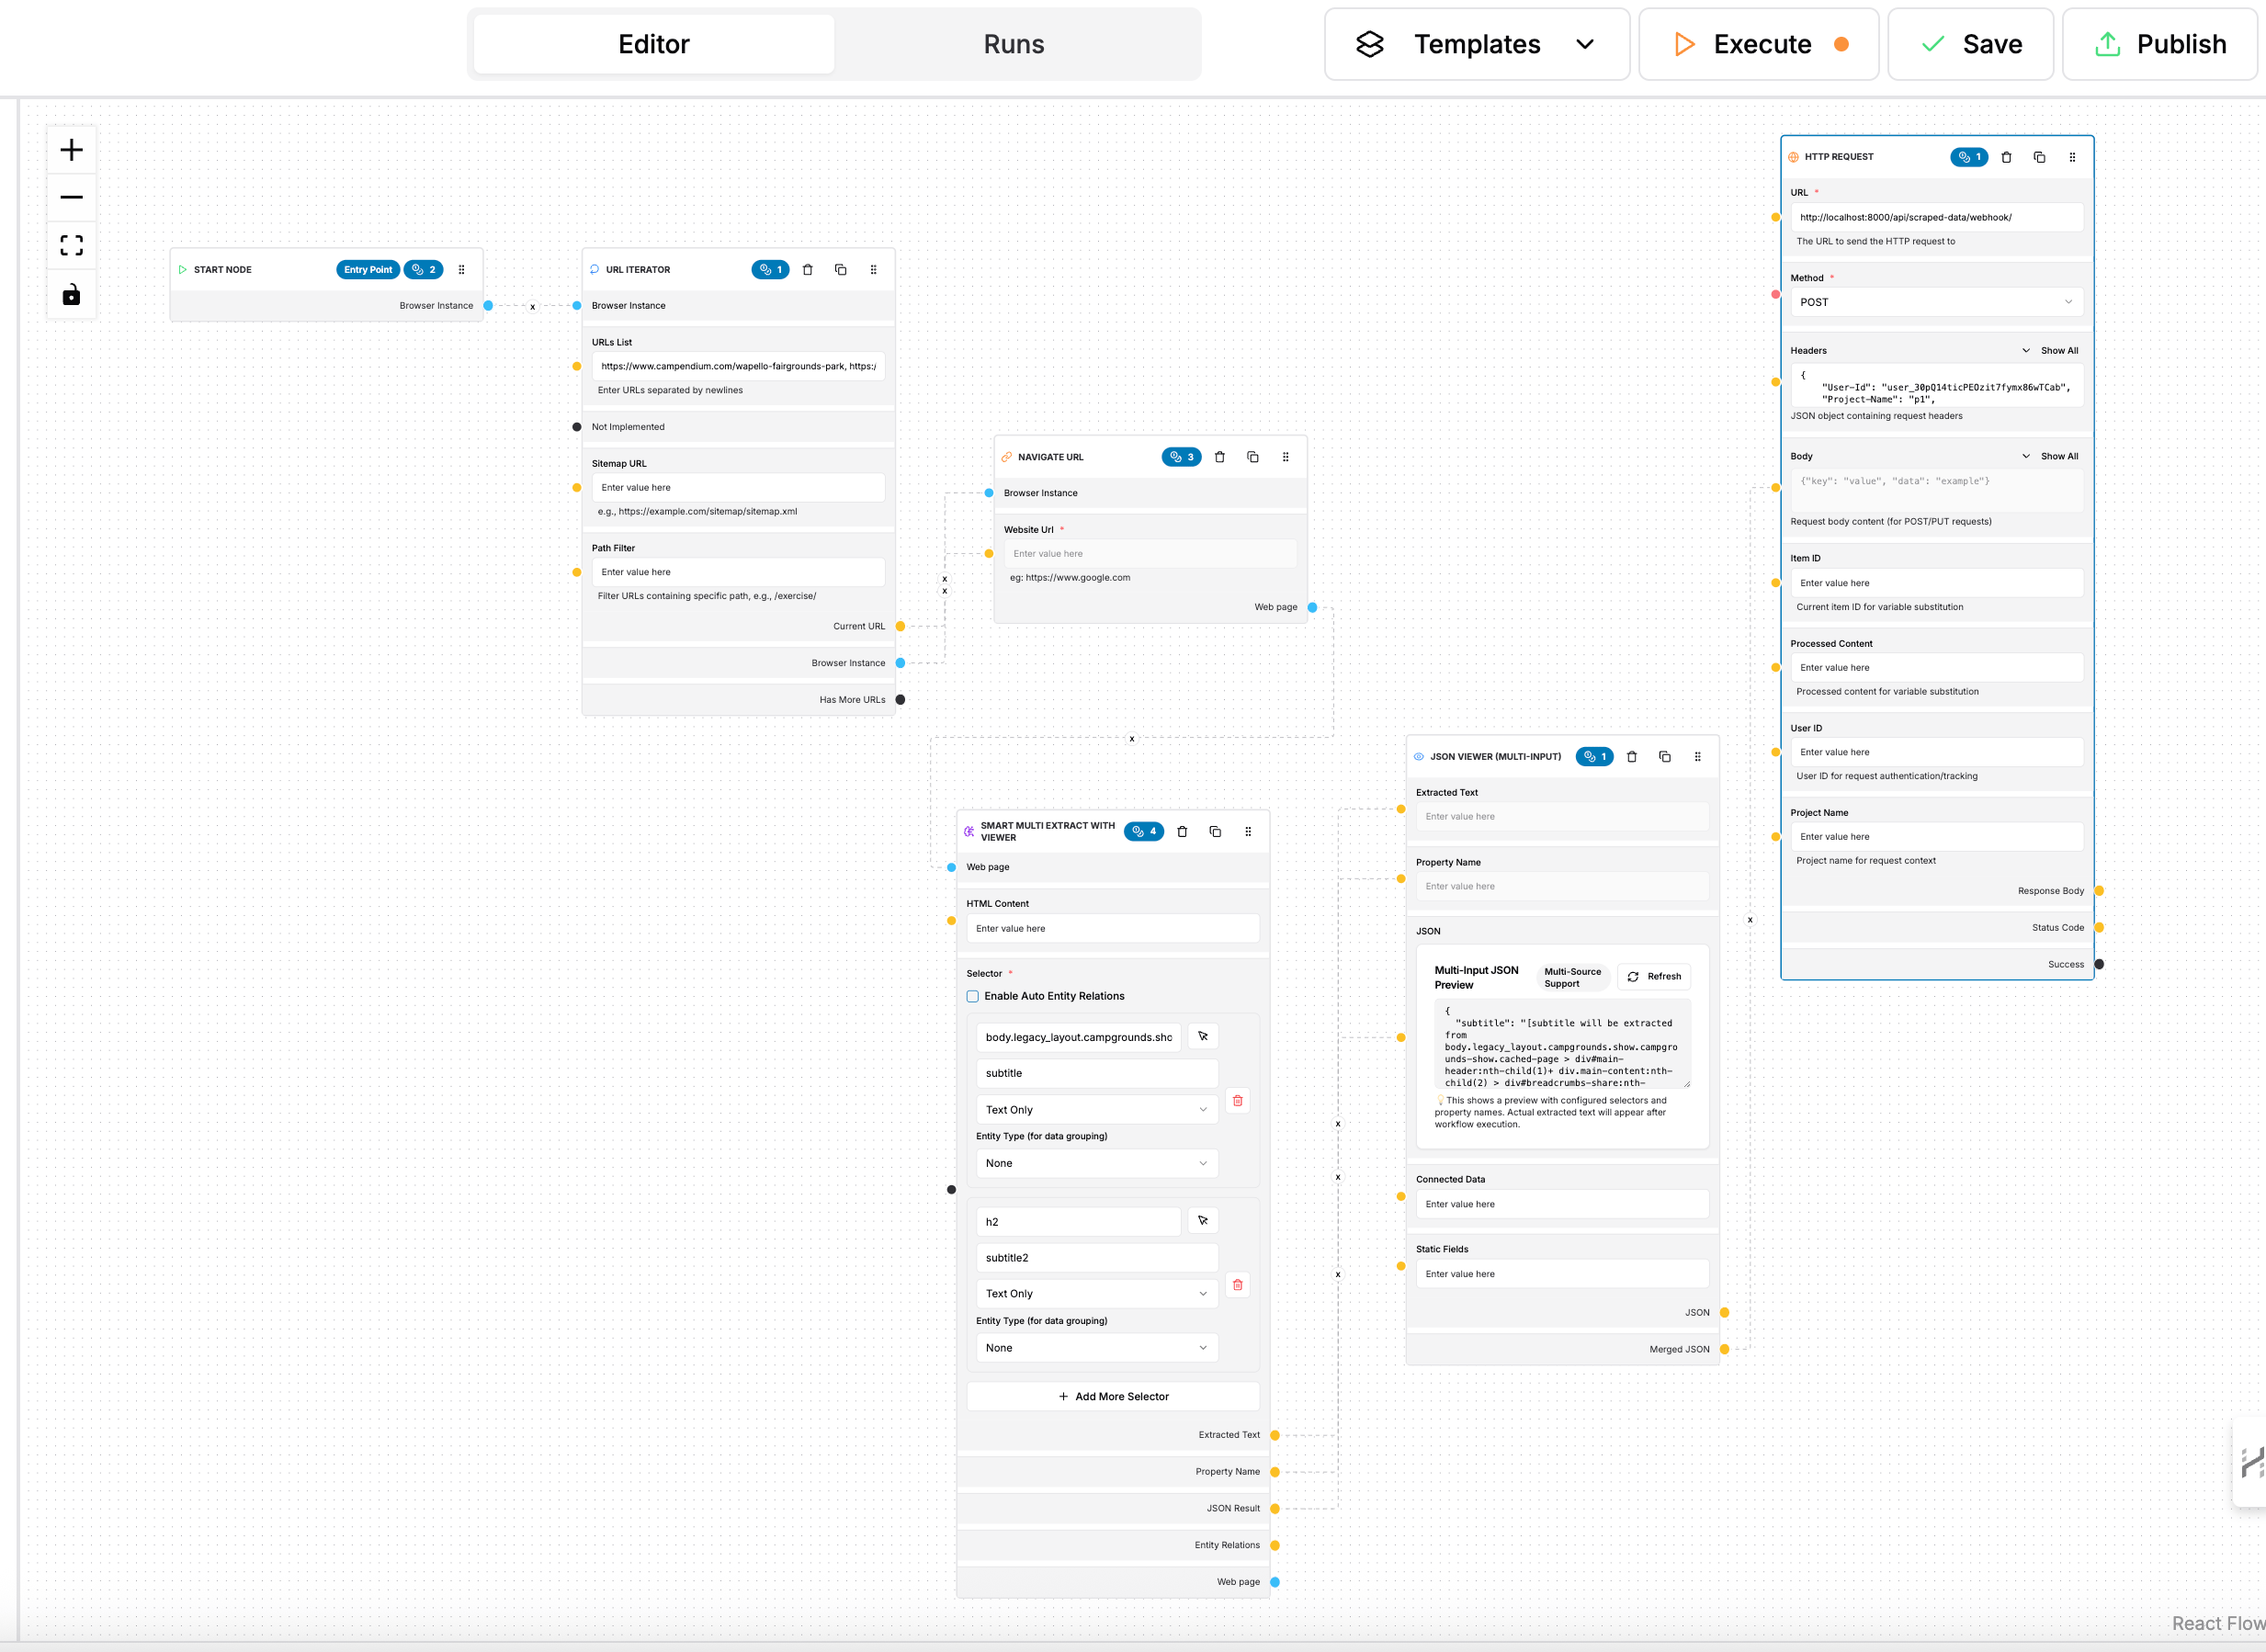 Editor
Runs
Templates
Execute
Save
Publish
START NODE
Entry Point
2
Browser Instance
x
URL ITERATOR
1
Browser Instance
URLs List
https://www.campendium.com/wapello-fairgrounds-park, https:/
Enter URLs separated by newlines
Not Implemented
Sitemap URL
Enter value here
e.g., https://example.com/sitemap/sitemap.xml
Path Filter
Enter value here
Filter URLs containing specific path, e.g., /exercise/
Current URL
Browser Instance
Has More URLs
x
x
NAVIGATE URL
3
Browser Instance
Website Url *
Enter value here
eg: https://www.google.com
Web page
x
SMART MULTI EXTRACT WITH
VIEWER
4
Web page
HTML Content
Enter value here
Selector *
Enable Auto Entity Relations
body.legacy_layout.campgrounds.shc
subtitle
Text Only
Entity Type (for data grouping)
None
h2
subtitle2
Text Only
Entity Type (for data grouping)
None
+ Add More Selector
Extracted Text
Property Name
JSON Result
Entity Relations
Web page
x
x
x
JSON VIEWER (MULTI-INPUT)
1
Extracted Text
Enter value here
Property Name
Enter value here
JSON
Multi-Input JSON
Preview
Multi-Source
Support
Refresh
{
"subtitle": "[subtitle will be extracted
from
body.legacy_layout.campgrounds.show.campgro
unds-show.cached-page > div#main-
header:nth-child(1)+ div.main-content:nth-
child(2) > div#breadcrumbs-share:nth-
💡This shows a preview with configured selectors and
property names. Actual extracted text will appear after
workflow execution.
Connected Data
Enter value here
Static Fields
Enter value here
JSON
Merged JSON
x
HTTP REQUEST
1
URL *
http://localhost:8000/api/scraped-data/webhook/
The URL to send the HTTP request to
Method *
POST
Headers
Show All
{
"User-Id": "user_30pQ14ticPEOzit7fymx86wTCab",
"Project-Name": "p1",
JSON object containing request headers
Body
Show All
{"key": "value", "data": "example"}
Request body content (for POST/PUT requests)
Item ID
Enter value here
Current item ID for variable substitution
Processed Content
Enter value here
Processed content for variable substitution
User ID
Enter value here
User ID for request authentication/tracking
Project Name
Enter value here
Project name for request context
Response Body
Status Code
Success
React Flow